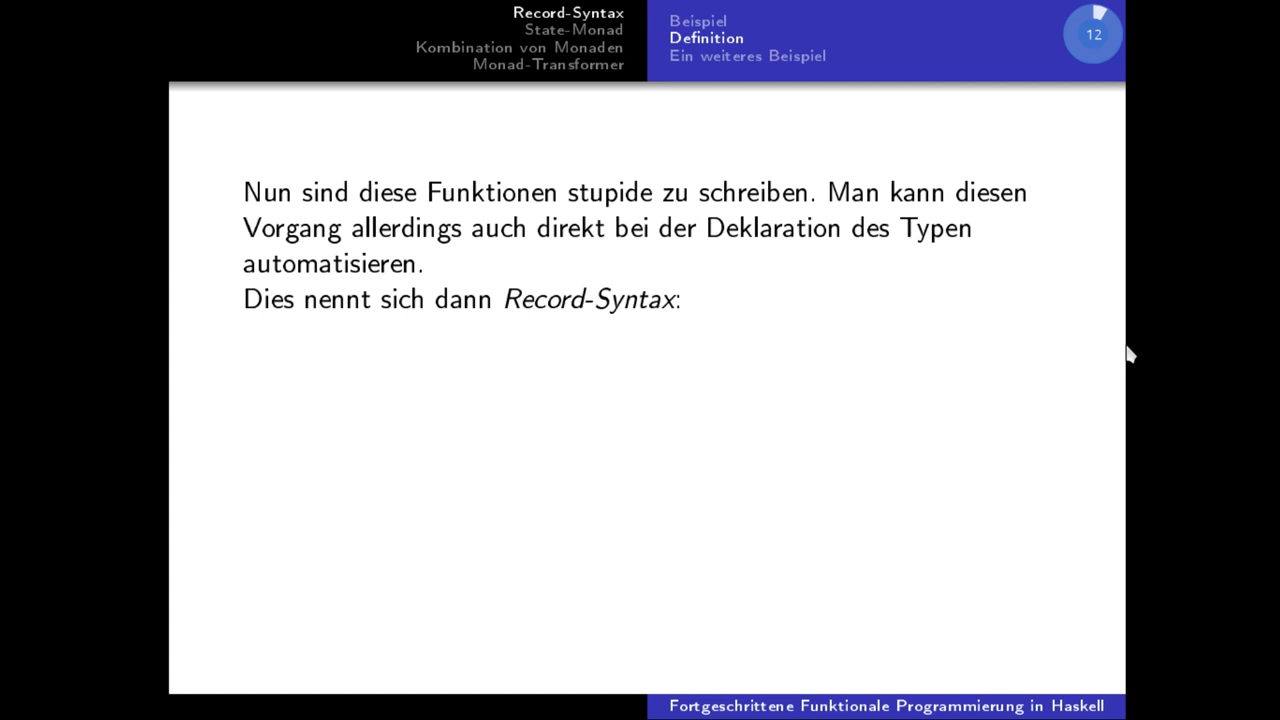 Record-Syntax
State-Monad
Kombination von Monaden
Monad-Transformer
Beispiel
Definition
Ein weiteres Beispiel
12
Nun sind diese Funktionen stupide zu schreiben. Man kann diesen
Vorgang allerdings auch direkt bei der Deklaration des Typen
automatisieren.
Dies nennt sich dann Record-Syntax:
Fortgeschrittene Funktionale Programmierung in Haskell